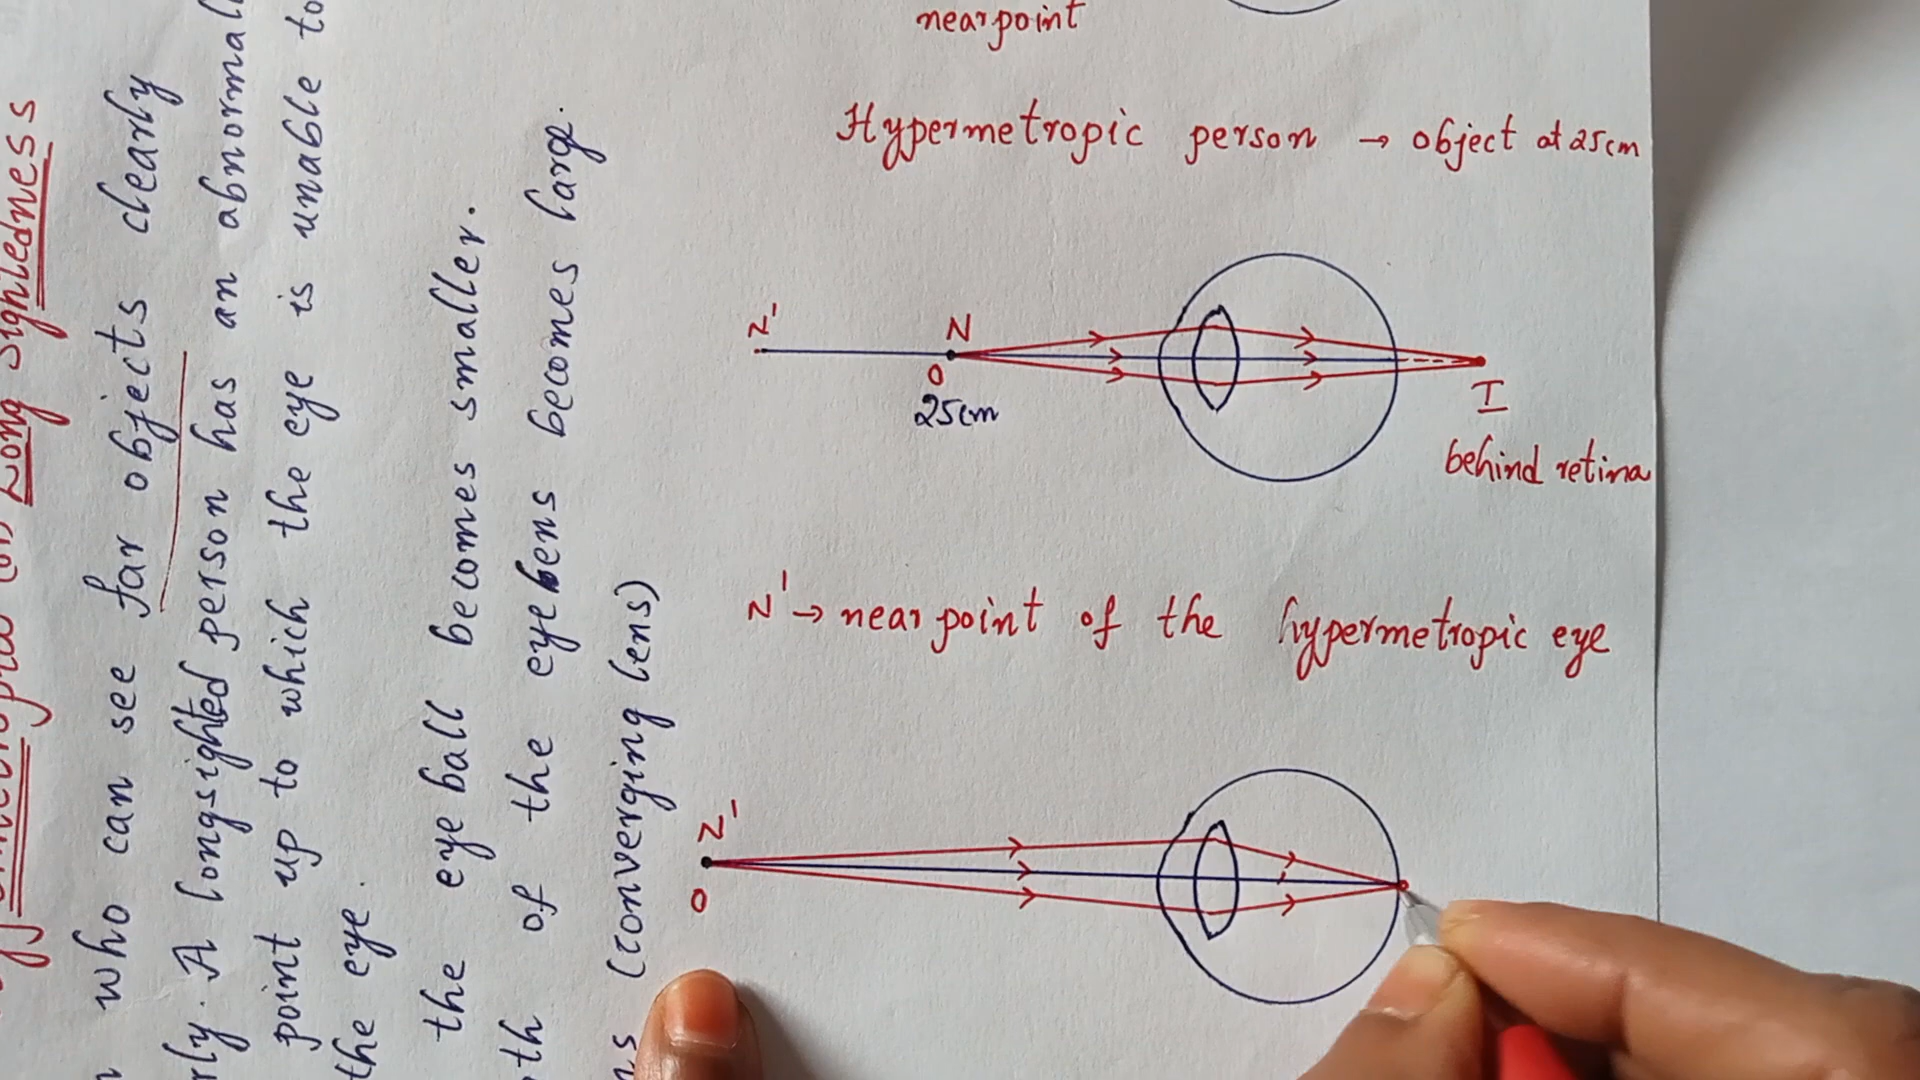 near point
Hypermetropic person → object at 25cm
N'
N
O
25cm
I
behind retina
N' → near point of the hypermetropic eye
N'
O
Long sightedness
who can see far objects clearly
A longsighted person has an
point up to which the eye is unable to
the eye.
the eye ball becomes smaller.
of the eye lens becomes large.
(converging lens)